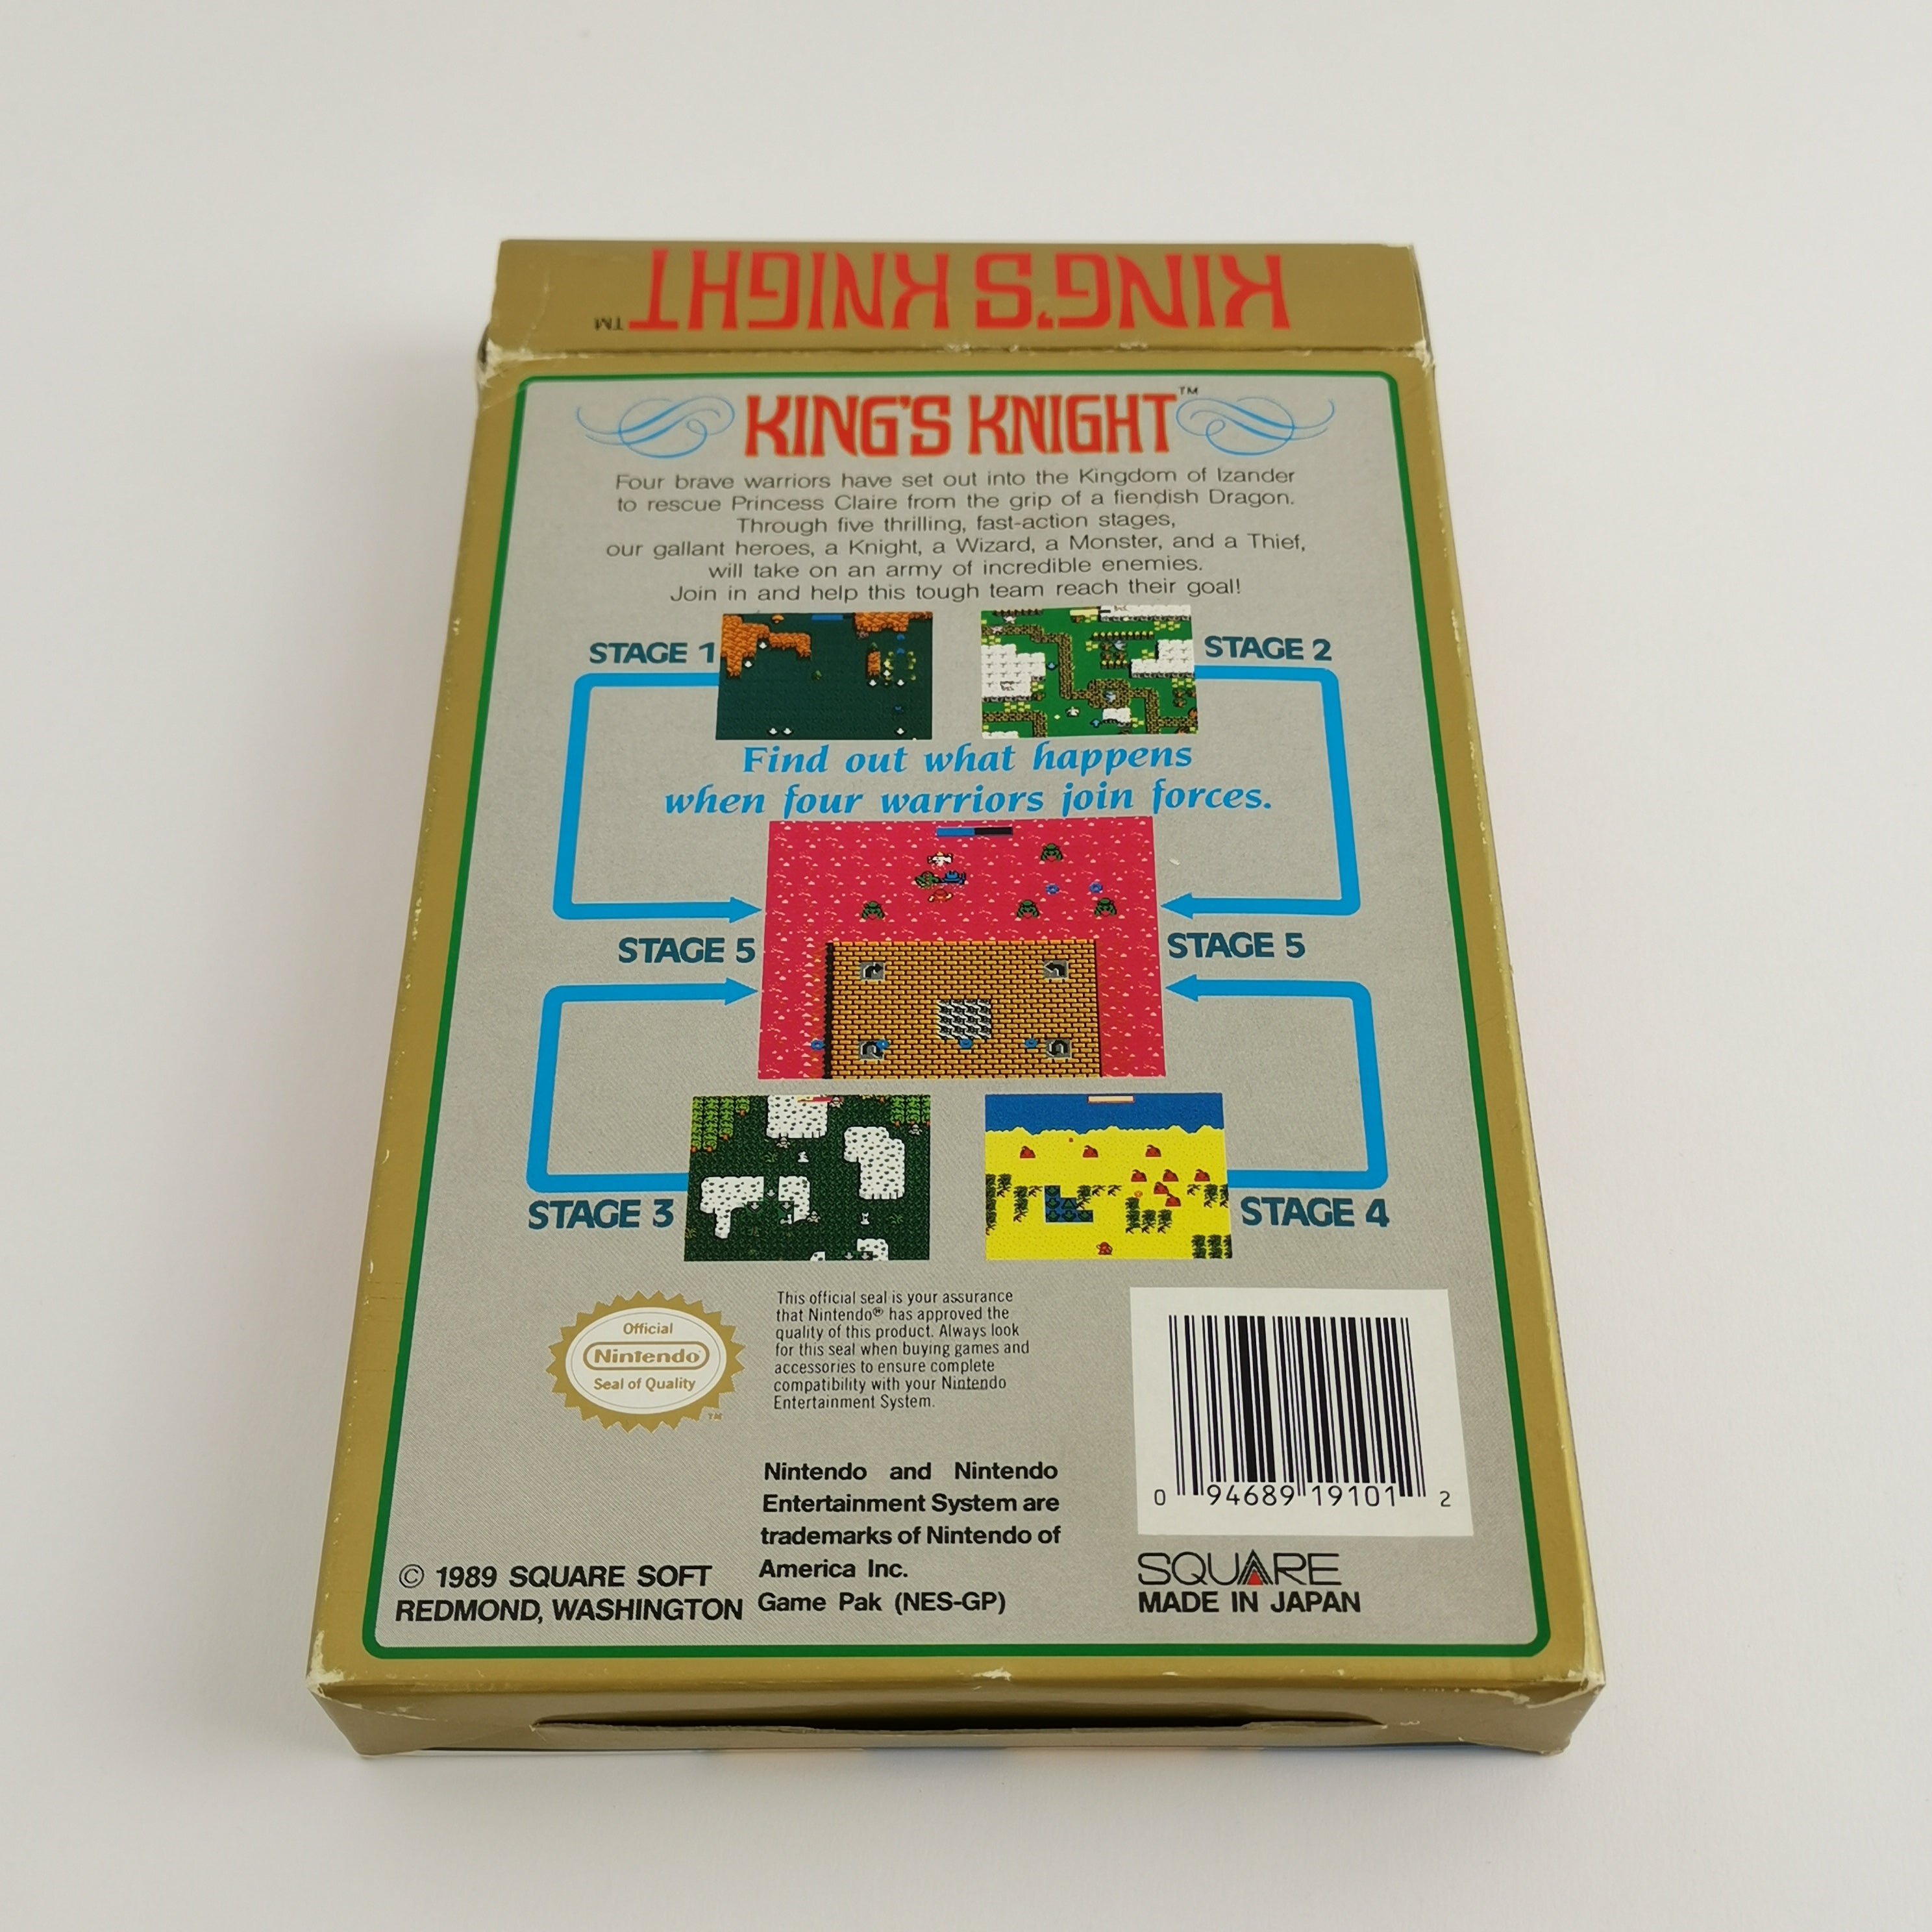 KING'S KNIGHT™
KING'S KNIGHT™
Four brave warriors have set out into the Kingdom of Izander
to rescue Princess Claire from the grip of a fiendish Dragon.
Through five thrilling, fast-action stages,
our gallant heroes, a Knight, a Wizard, a Monster, and a Thief,
will take on an army of incredible enemies.
Join in and help this tough team reach their goal!
STAGE 1
STAGE 2
Find out what happens
when four warriors join forces.
STAGE 5
STAGE 5
STAGE 3
STAGE 4
Official
Nintendo
Seal of Quality
™
This official seal is your assurance
that Nintendo® has approved the
quality of this product. Always look
for this seal when buying games and
accessories to ensure complete
compatibility with your Nintendo
Entertainment System.
Nintendo and Nintendo
Entertainment System are
trademarks of Nintendo of
America Inc.
Game Pak (NES-GP)
© 1989 SQUARE SOFT
REDMOND, WASHINGTON
0 94689 19101 2
SQUARE
MADE IN JAPAN